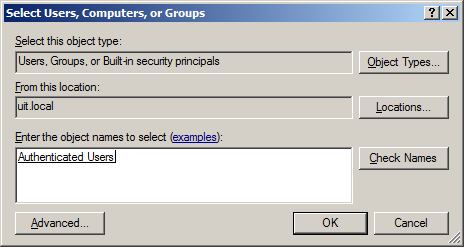 Select Users, Computers, or Groups
Select this object type:
Users, Groups, or Built-in security principals
Object Types...
From this location:
uit.local
Locations...
Enter the object names to select (examples):
Authenticated Users
Check Names
Advanced...
OK
Cancel